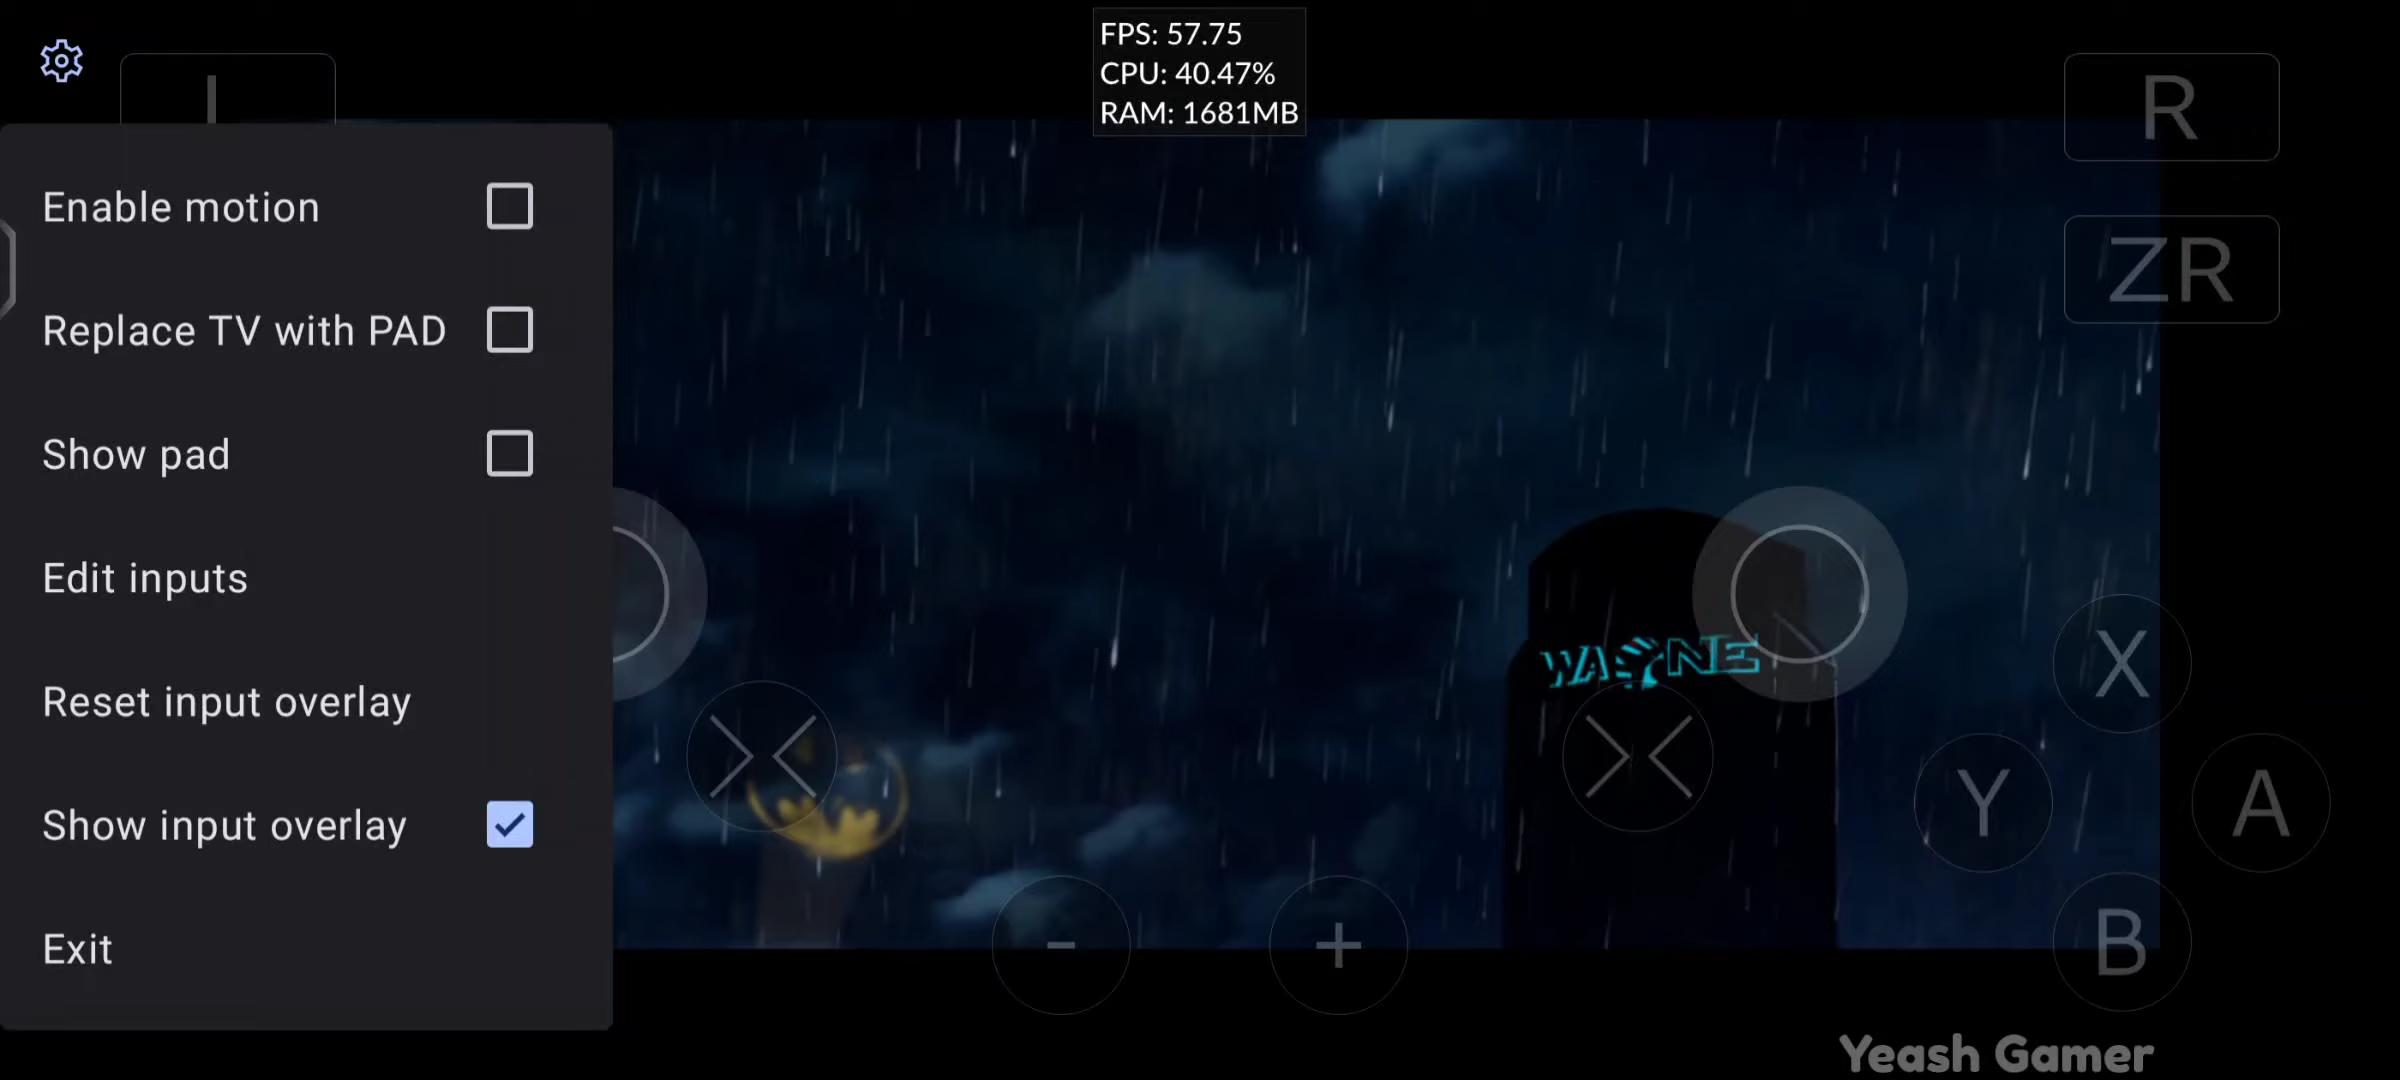 FPS: 57.75
CPU: 40.47%
RAM: 1681MB
R
ZR
Enable motion
Replace TV with PAD
Show pad
Edit inputs
Reset input overlay
Show input overlay
Exit
WAYNE
X
Y
A
B
-
+
Yeash Gamer